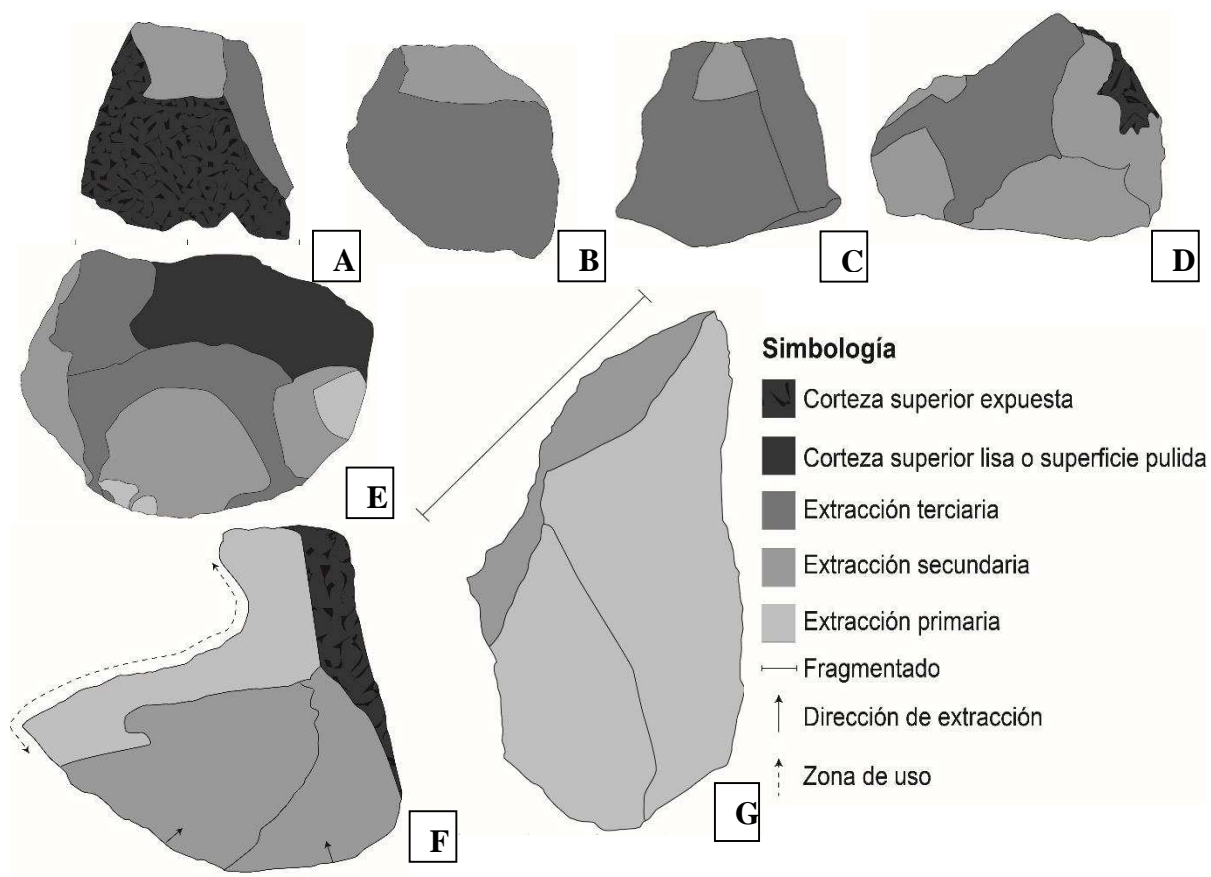 A
B
C
D
E
F
G
Simbología
Corteza superior expuesta
Corteza superior lisa o superficie pulida
Extracción terciaria
Extracción secundaria
Extracción primaria
Fragmentado
Dirección de extracción
Zona de uso